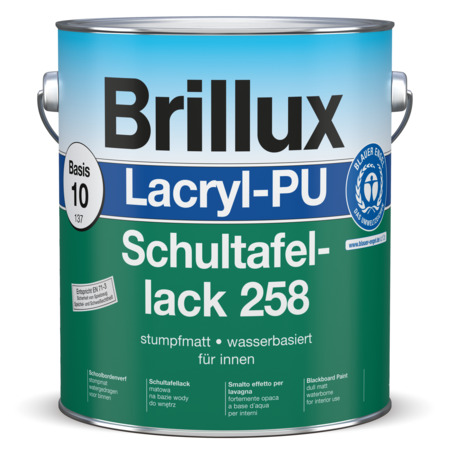 Brillux
Basis
10
137
Lacryl-PU
BLAUER ENGEL
DAS UMWELTZEICHEN
www.blauer-engel.de
Schultafel-
lack 258
Entspricht EN 71-3
stumpfmatt • wasserbasiert
für innen
Schoolbordenverf
stompmat
watergedragen
voor binnen
Schultafellack
matowa
na bazie wody
do wnętrz
Smalto effetto per
lavagna
fortemente opaca
a base d'aqua
per interni
Blackboard Paint
dull matt
waterborne
for interior use